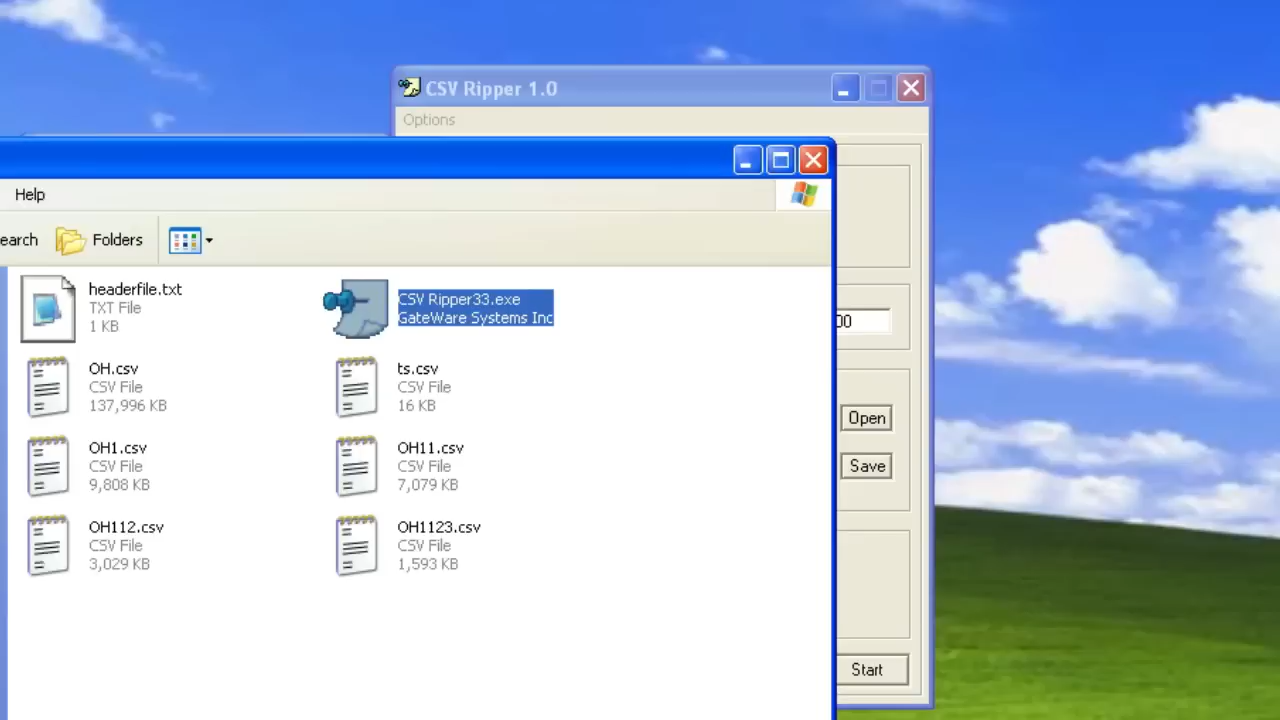 CSV Ripper 1.0
Options
Help
earch
Folders
headerfile.txt
TXT File
1 KB
CSV Ripper33.exe
GateWare Systems Inc
00
OH.csv
CSV File
137,996 KB
ts.csv
CSV File
16 KB
Open
OH1.csv
CSV File
9,808 KB
OH11.csv
CSV File
7,079 KB
Save
OH112.csv
CSV File
3,029 KB
OH1123.csv
CSV File
1,593 KB
Start